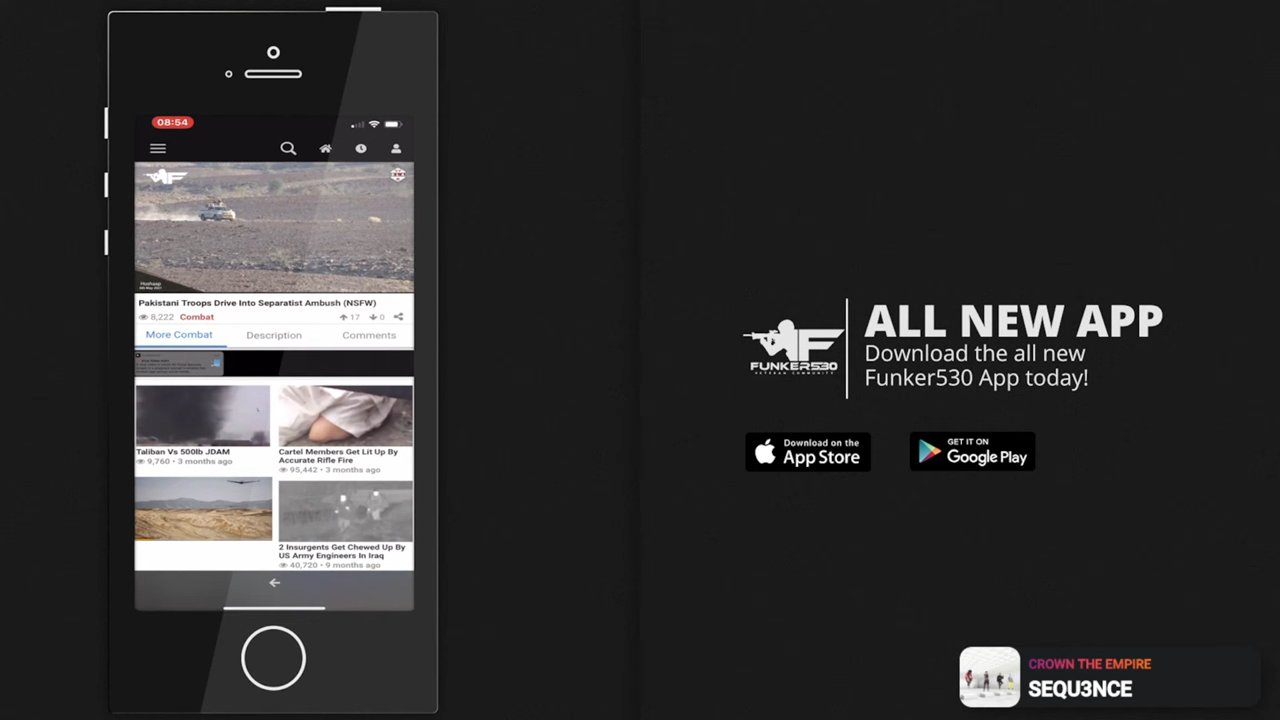 08:54
Hushaap
Pakistani Troops Drive Into Separatist Ambush (NSFW)
8,222 Combat
17
0
More Combat
Description
Comments
Taliban Vs 500lb JDAM
9,760 • 3 months ago
Cartel Members Get Lit Up By
Accurate Rifle Fire
95,442 • 3 months ago
2 Insurgents Get Chewed Up By
US Army Engineers In Iraq
40,720 • 9 months ago
FUNKER530
VETERAN COMMUNITY
ALL NEW APP
Download the all new
Funker530 App today!
Download on the
App Store
GET IT ON
Google Play
CROWN THE EMPIRE
SEQU3NCE